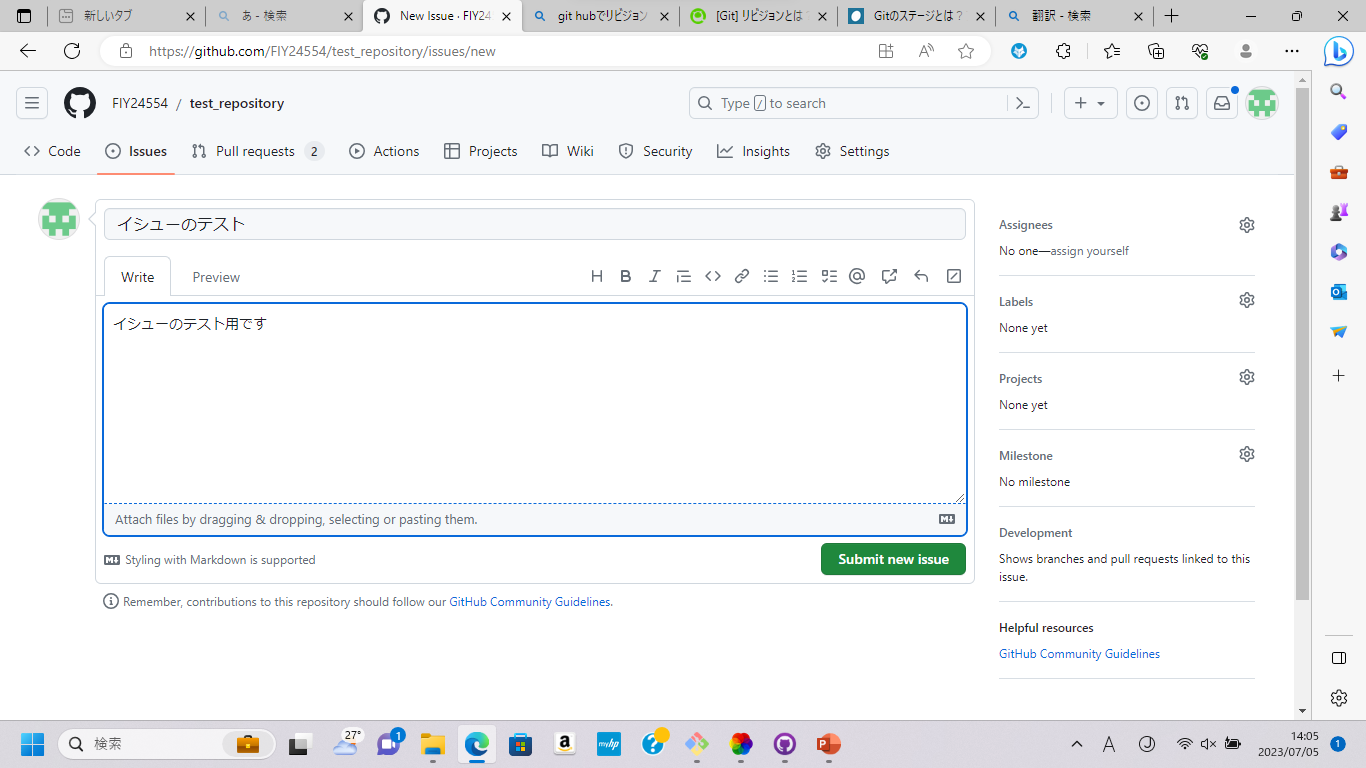 新しいタブ
あ - 検索
New Issue · FIY24
git hubでリビジョン
[Git] リビジョンとは
Gitのステージとは？
翻訳 - 検索
https://github.com/FIY24554/test_repository/issues/new
FIY24554 / test_repository
Type / to search
Code
Issues
Pull requests 2
Actions
Projects
Wiki
Security
Insights
Settings
イシューのテスト
Write
Preview
イシューのテスト用です
Attach files by dragging & dropping, selecting or pasting them.
Styling with Markdown is supported
Submit new issue
Remember, contributions to this repository should follow our GitHub Community Guidelines.
Assignees
No one—assign yourself
Labels
None yet
Projects
None yet
Milestone
No milestone
Development
Shows branches and pull requests linked to this
issue.
Helpful resources
GitHub Community Guidelines
検索
27°
1
myhp
A
14:05
2023/07/05
1